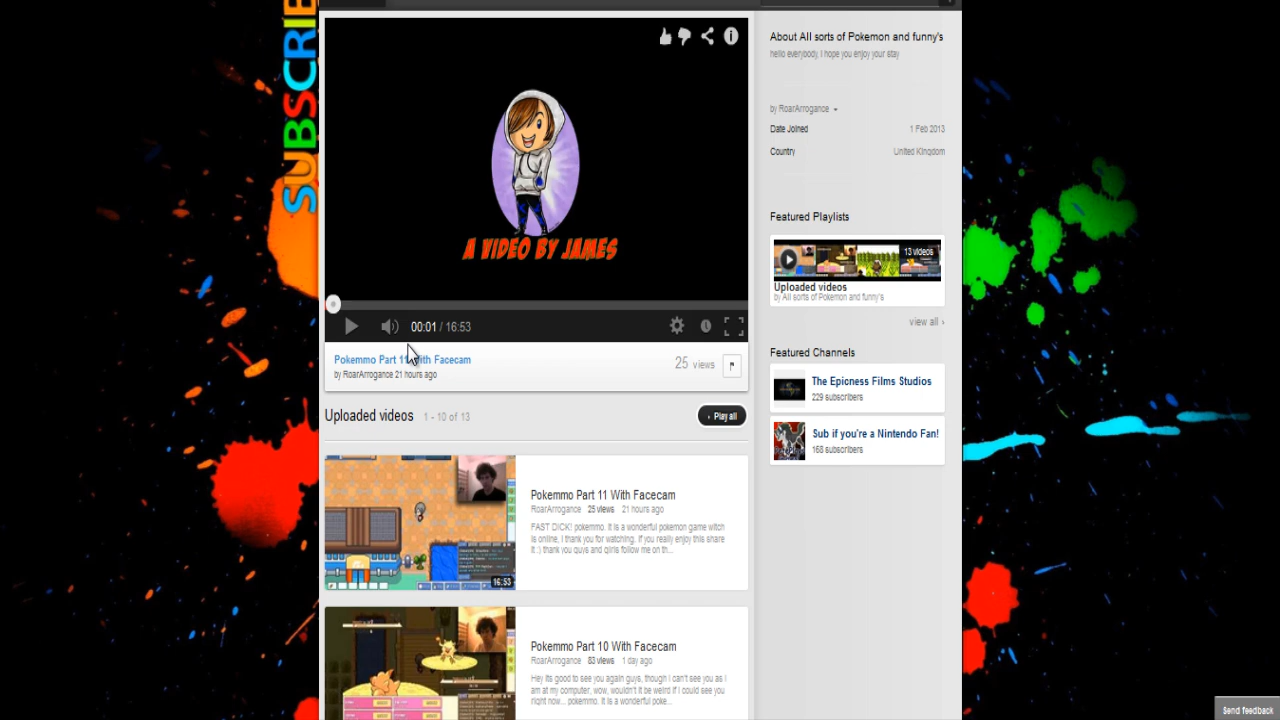 SUBSCRIB
A VIDEO BY JAMES
00:01 / 16:53
Pokemmo Part 11 With Facecam
by RoarArrogance 21 hours ago
25 views
Uploaded videos 1 - 10 of 13
Play all
Pokemmo Part 11 With Facecam
RoarArrogance 25 views 21 hours ago
FAST DICK! pokemmo. It is a wonderful pokemon game witch
is online, I thank you for watching. If you really enjoy this share
it :) thank you guys and girls follow me on th...
16:53
Pokemmo Part 10 With Facecam
RoarArrogance 83 views 1 day ago
Hey its good to see you again guys, though I can't see you as I
am at my computer, wow, wouldn't it be weird if I could see you
right now... pokemmo. It is a wonderful poke...
About All sorts of Pokemon and funny's
hello everybody, I hope you enjoy your stay
by RoarArrogance
Date Joined 1 Feb 2013
Country United Kingdom
Featured Playlists
13 videos
Uploaded videos
by All sorts of Pokemon and funny's
view all ›
Featured Channels
The Epicness Films Studios
229 subscribers
Sub if you're a Nintendo Fan!
168 subscribers
Send feedback